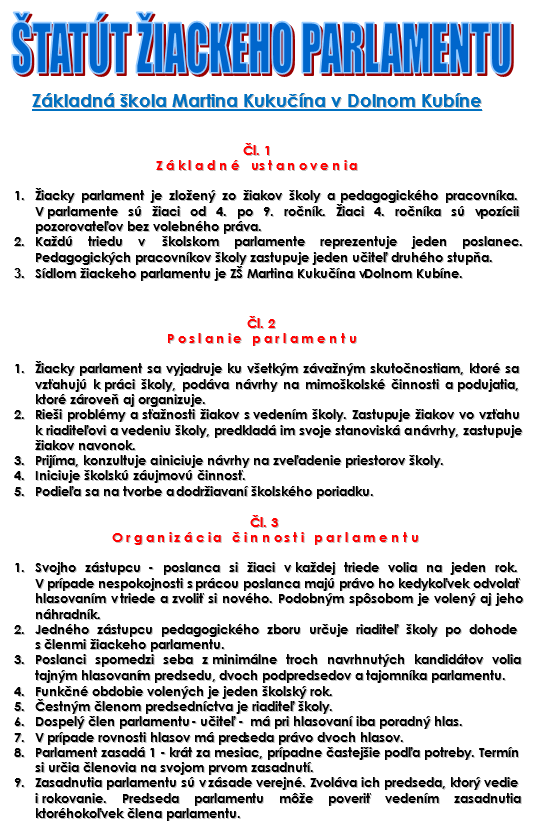 ŠTATÚT ŽIACKEHO PARLAMENTU
Základná škola Martina Kukučína v Dolnom Kubíne
Čl. 1
Základné ustanovenia
1. Žiacky parlament je zložený zo žiakov školy a pedagogického pracovníka.
V parlamente sú žiaci od 4. po 9. ročník. Žiaci 4. ročníka sú vpozícii
pozorovateľov bez volebného práva.
2. Každú triedu v školskom parlamente reprezentuje jeden poslanec.
Pedagogických pracovníkov školy zastupuje jeden učiteľ druhého stupňa.
3. Sídlom žiackeho parlamentu je ZŠ Martina Kukučína vDolnom Kubíne.
Čl. 2
Poslanie parlamentu
1. Žiacky parlament sa vyjadruje ku všetkým závažným skutočnostiam, ktoré sa
vzťahujú k práci školy, podáva návrhy na mimoškolské činnosti a podujatia,
ktoré zároveň aj organizuje.
2. Rieši problémy a sťažnosti žiakov s vedením školy. Zastupuje žiakov vo vzťahu
k riaditeľovi a vedeniu školy, predkladá im svoje stanoviská anávrhy, zastupuje
žiakov navonok.
3. Prijíma, konzultuje ainiciuje návrhy na zveľadenie priestorov školy.
4. Iniciuje školskú záujmovú činnosť.
5. Podieľa sa na tvorbe a dodržiavaní školského poriadku.
Čl. 3
Organizácia činnosti parlamentu
1. Svojho zástupcu - poslanca si žiaci v každej triede volia na jeden rok.
V prípade nespokojnosti s prácou poslanca majú právo ho kedykoľvek odvolať
hlasovaním v triede a zvoliť si nového. Podobným spôsobom je volený aj jeho
náhradník.
2. Jedného zástupcu pedagogického zboru určuje riaditeľ školy po dohode
s členmi žiackeho parlamentu.
3. Poslanci spomedzi seba z minimálne troch navrhnutých kandidátov volia
tajným hlasovaním predsedu, dvoch podpredsedov a tajomníka parlamentu.
4. Funkčné obdobie volených je jeden školský rok.
5. Čestným členom predsedníctva je riaditeľ školy.
6. Dospelý člen parlamentu - učiteľ - má pri hlasovaní iba poradný hlas.
7. V prípade rovnosti hlasov má predseda právo dvoch hlasov.
8. Parlament zasadá 1 - krát za mesiac, prípadne častejšie podľa potreby. Termín
si určia členovia na svojom prvom zasadnutí.
9. Zasadnutia parlamentu sú v zásade verejné. Zvoláva ich predseda, ktorý vedie
i rokovanie. Predseda parlamentu môže poveriť vedením zasadnutia
ktoréhokoľvek člena parlamentu.